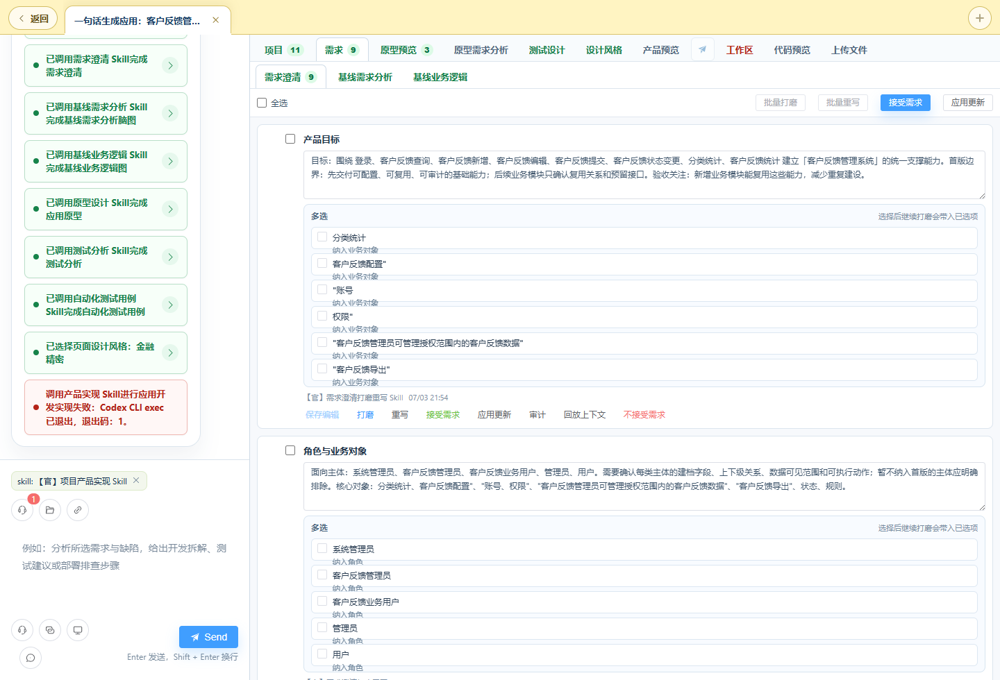 返回
一句话生成应用：客户反馈管...
已调用需求澄清 Skill完成
需求澄清
已调用基线需求分析 Skill
完成基线需求分析脑图
已调用基线业务逻辑 Skill
完成基线业务逻辑图
已调用原型设计 Skill完成
应用原型
已调用测试分析 Skill完成
测试分析
已调用自动化测试用例
Skill完成自动化测试用例
已选择页面设计风格：金融
精密
调用产品实现 Skill进行应用开
发实现失败：Codex CLI exec
已退出，退出码：1。
skill: 【官】项目产品实现 Skill
1
例如：分析所选需求与缺陷，给出开发拆解、测
试建议或部署排查步骤
Send
Enter 发送，Shift + Enter 换行
项目 11 需求 9 原型预览 3 原型需求分析 测试设计 设计风格 产品预览 工作区 代码预览 上传文件
需求澄清 9 基线需求分析 基线业务逻辑
全选 批量打磨 批量重写 接受需求 应用更新
产品目标
目标：围绕 登录、客户反馈查询、客户反馈新增、客户反馈编辑、客户反馈提交、客户反馈状态变更、分类统计、客户反馈统计 建立「客户反馈管理系统」的统一支撑能力。首版边
界：先交付可配置、可复用、可审计的基础能力；后续业务模块只确认复用关系和预留接口。验收关注：新增业务模块能复用这些能力，减少重复建设。
多选 选择后继续打磨会带入已选项
分类统计
纳入业务对象
客户反馈配置"
纳入业务对象
"账号
纳入业务对象
权限"
纳入业务对象
"客户反馈管理员可管理授权范围内的客户反馈数据"
纳入业务对象
"客户反馈导出"
纳入业务对象
【官】需求澄清打磨重写 Skill 07/03 21:54
保存编辑 打磨 重写 接受需求 应用更新 审计 回放上下文 不接受需求
角色与业务对象
面向主体：系统管理员、客户反馈管理员、客户反馈业务用户、管理员、用户。需要确认每类主体的建档字段、上下级关系、数据可见范围和可执行动作；暂不纳入首版的主体应明确
排除。核心对象：分类统计、客户反馈配置"、"账号、权限"、"客户反馈管理员可管理授权范围内的客户反馈数据"、"客户反馈导出"、状态、规则。
多选 选择后继续打磨会带入已选项
系统管理员
纳入角色
客户反馈管理员
纳入角色
客户反馈业务用户
纳入角色
管理员
纳入角色
用户
纳入角色